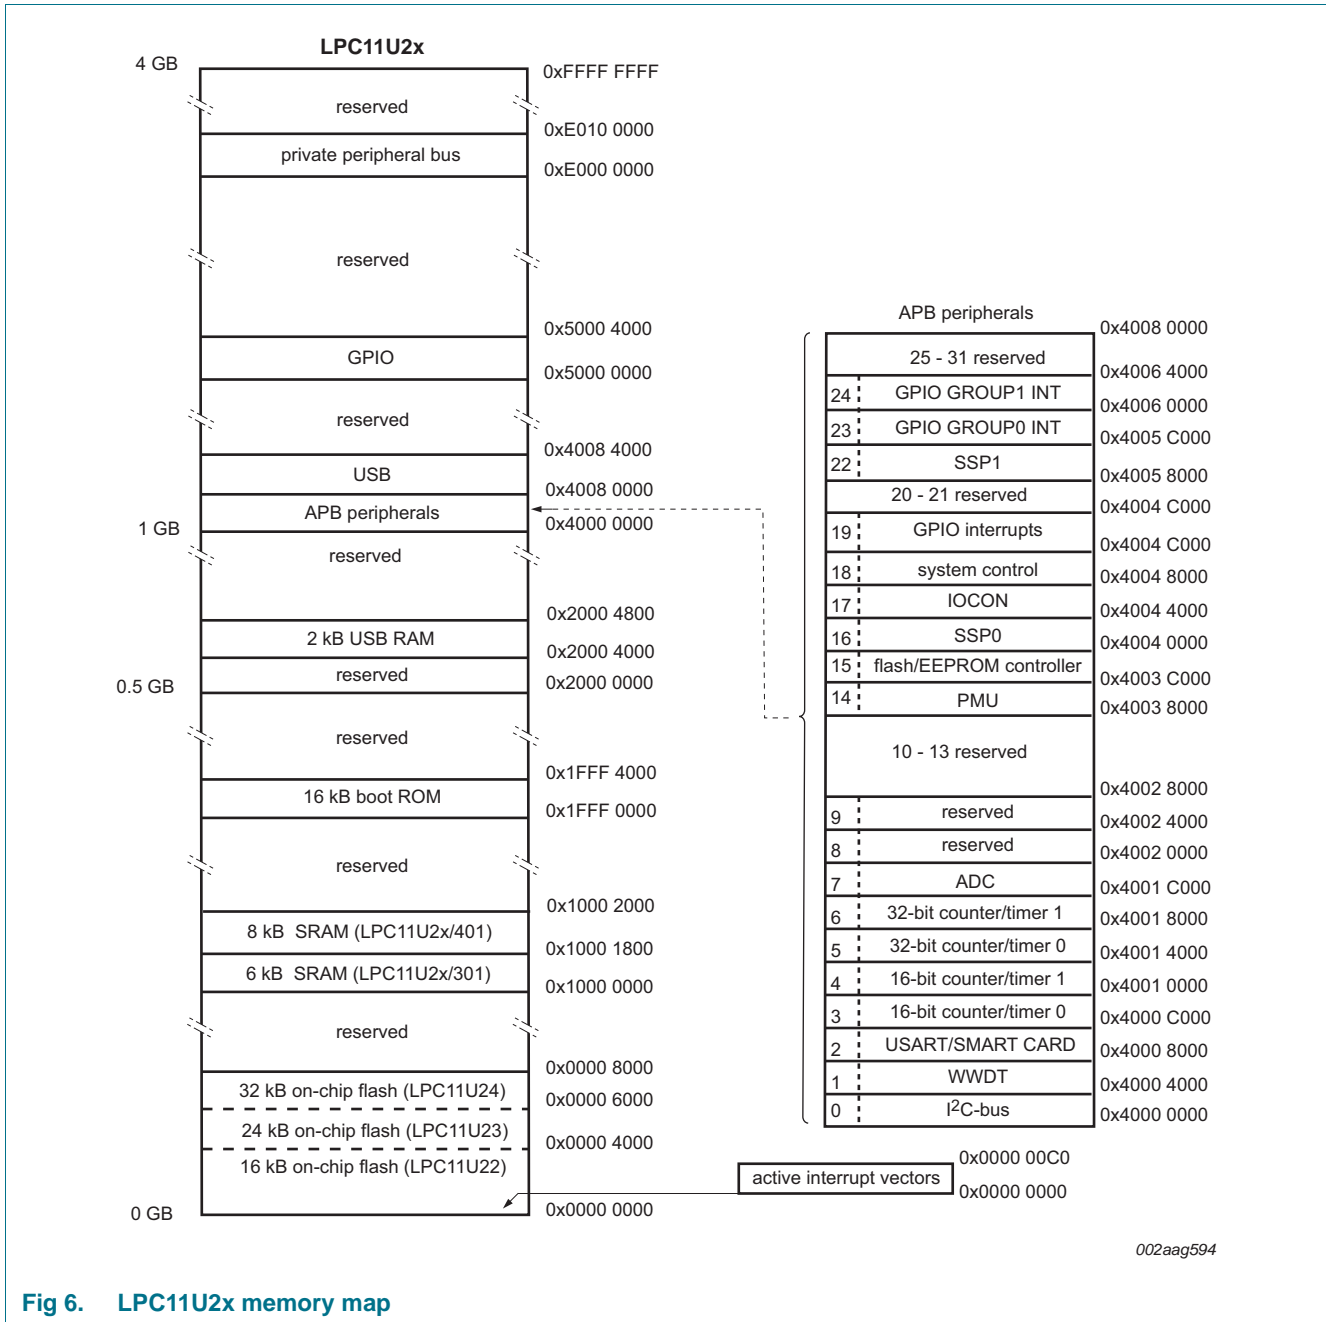 LPC11U2x
4 GB
0xFFFF FFFF
reserved
0xE010 0000
private peripheral bus
0xE000 0000
reserved
0x5000 4000
GPIO
0x5000 0000
reserved
0x4008 4000
USB
0x4008 0000
APB peripherals
1 GB
0x4000 0000
reserved
0x2000 4800
2 kB USB RAM
0x2000 4000
reserved
0.5 GB
0x2000 0000
reserved
0x1FFF 4000
16 kB boot ROM
0x1FFF 0000
reserved
0x1000 2000
8 kB SRAM (LPC11U2x/401)
0x1000 1800
6 kB SRAM (LPC11U2x/301)
0x1000 0000
reserved
0x0000 8000
32 kB on-chip flash (LPC11U24)
0x0000 6000
24 kB on-chip flash (LPC11U23)
0x0000 4000
16 kB on-chip flash (LPC11U22)
0 GB
0x0000 0000
APB peripherals
0x4008 0000
25 - 31 reserved
0x4006 4000
24 GPIO GROUP1 INT
0x4006 0000
23 GPIO GROUP0 INT
0x4005 C000
22 SSP1
0x4005 8000
20 - 21 reserved
0x4004 C000
19 GPIO interrupts
0x4004 C000
18 system control
0x4004 8000
17 IOCON
0x4004 4000
16 SSP0
0x4004 0000
15 flash/EEPROM controller
0x4003 C000
14 PMU
0x4003 8000
10 - 13 reserved
0x4002 8000
9 reserved
0x4002 4000
8 reserved
0x4002 0000
7 ADC
0x4001 C000
6 32-bit counter/timer 1
0x4001 8000
5 32-bit counter/timer 0
0x4001 4000
4 16-bit counter/timer 1
0x4001 0000
3 16-bit counter/timer 0
0x4000 C000
2 USART/SMART CARD
0x4000 8000
1 WWDT
0x4000 4000
0 I2C-bus
0x4000 0000
0x0000 00C0
active interrupt vectors
0x0000 0000
002aag594
Fig 6. LPC11U2x memory map